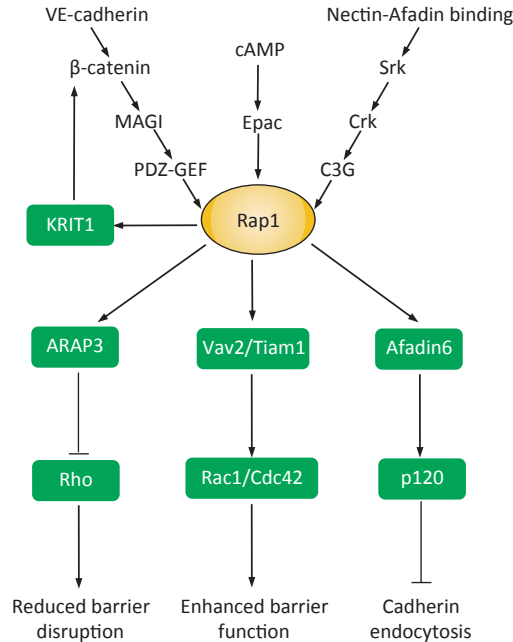 VE-cadherin
Nectin-Afadin binding
cAMP
β-catenin
Srk
MAGI
Epac
Crk
PDZ-GEF
C3G
KRIT1
Rap1
ARAP3
Vav2/Tiam1
Afadin6
Rho
Rac1/Cdc42
p120
Reduced barrier
disruption
Enhanced barrier
function
Cadherin
endocytosis